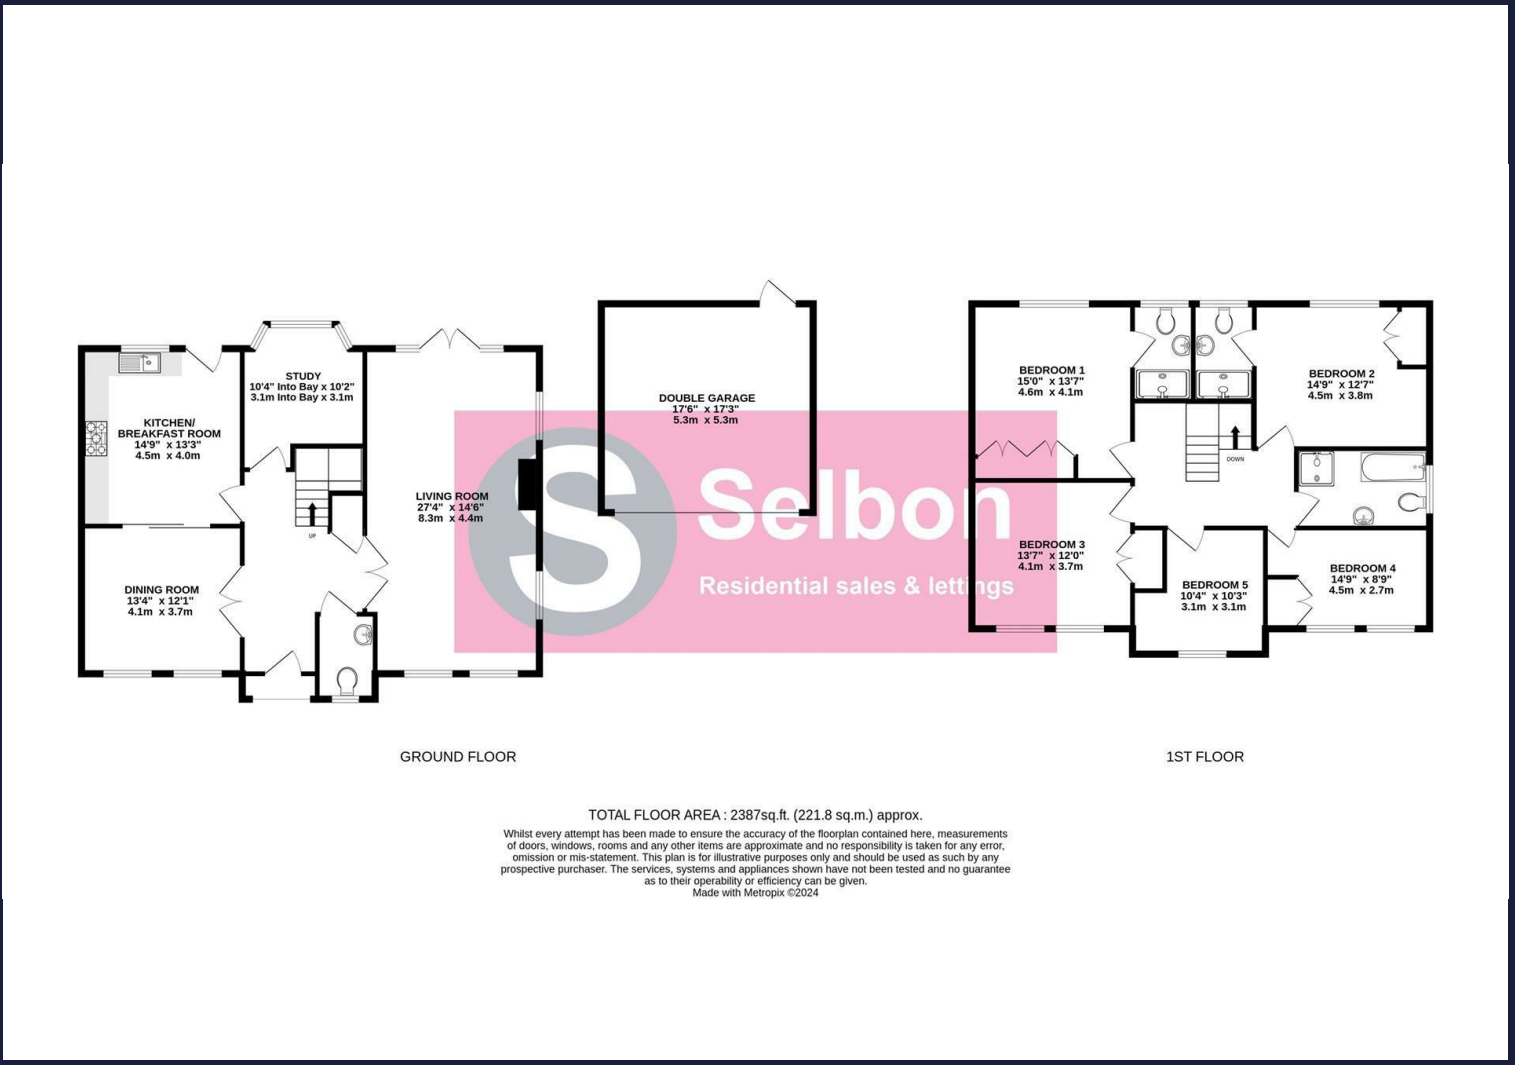 STUDY
10'4" Into Bay x 10'2"
3.1m Into Bay x 3.1m
KITCHEN/
BREAKFAST ROOM
14'9" x 13'3"
4.5m x 4.0m
LIVING ROOM
27'4" x 14'6"
8.3m x 4.4m
UP
DINING ROOM
13'4" x 12'1"
4.1m x 3.7m
DOUBLE GARAGE
17'6" x 17'3"
5.3m x 5.3m
S
Selbon
Residential sales & lettings
BEDROOM 1
15'0" x 13'7"
4.6m x 4.1m
BEDROOM 2
14'9" x 12'7"
4.5m x 3.8m
DOWN
BEDROOM 3
13'7" x 12'0"
4.1m x 3.7m
BEDROOM 5
10'4" x 10'3"
3.1m x 3.1m
BEDROOM 4
14'9" x 8'9"
4.5m x 2.7m
GROUND FLOOR
1ST FLOOR
TOTAL FLOOR AREA : 2387sq.ft. (221.8 sq.m.) approx.
Whilst every attempt has been made to ensure the accuracy of the floorplan contained here, measurements
of doors, windows, rooms and any other items are approximate and no responsibility is taken for any error,
omission or mis-statement. This plan is for illustrative purposes only and should be used as such by any
prospective purchaser. The services, systems and appliances shown have not been tested and no guarantee
as to their operability or efficiency can be given.
Made with Metropix ©2024